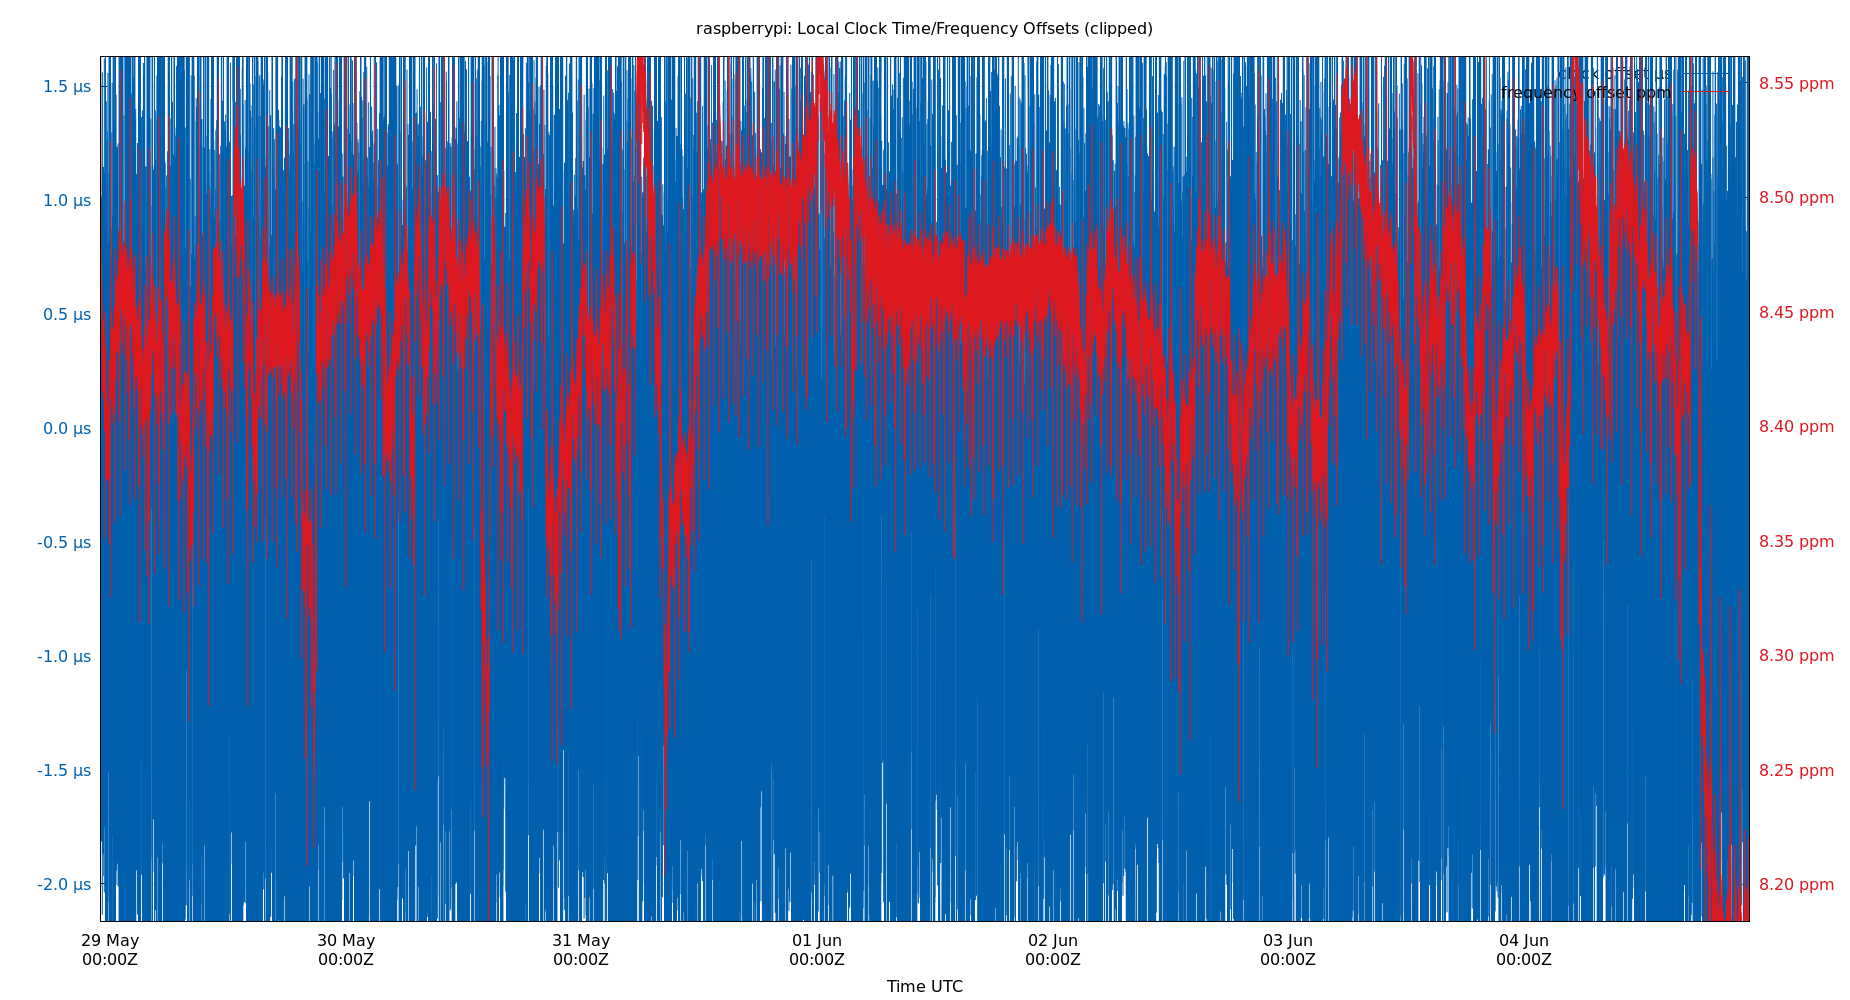 raspberrypi: Local Clock Time/Frequency Offsets (clipped)
clock offset µs
frequency offset ppm
1.5 µs
1.0 µs
0.5 µs
0.0 µs
-0.5 µs
-1.0 µs
-1.5 µs
-2.0 µs
8.55 ppm
8.50 ppm
8.45 ppm
8.40 ppm
8.35 ppm
8.30 ppm
8.25 ppm
8.20 ppm
29 May
00:00Z
30 May
00:00Z
31 May
00:00Z
01 Jun
00:00Z
02 Jun
00:00Z
03 Jun
00:00Z
04 Jun
00:00Z
Time UTC